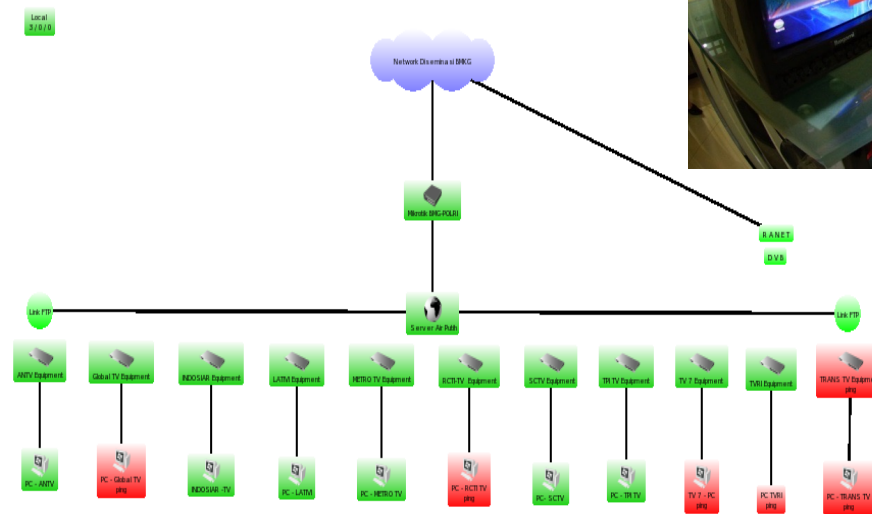 Local
3 / 0 / 0
Network Diseminasi BMKG
Mikrotik BMG-POLRI
R A N E T
D V B
Link FTP
Server Air Putih
Link FTP
ANTV Equipment
Global TV Equipment
INDOSIAR Equipment
LATIVI Equipment
METRO TV Equipment
RCTI-TV Equipment
SCTV Equipment
TPI TV Equipment
TV 7 Equipment
TVRI Equipment
TRANS TV Equipme
ping
PC - ANTV
PC - Global TV
ping
INDOSIAR -TV
PC - LATIVI
PC - METRO TV
PC - RCTI TV
ping
PC- SCTV
PC - TPI TV
TV 7 - PC
ping
PC TVRI
ping
PC - TRANS TV
ping